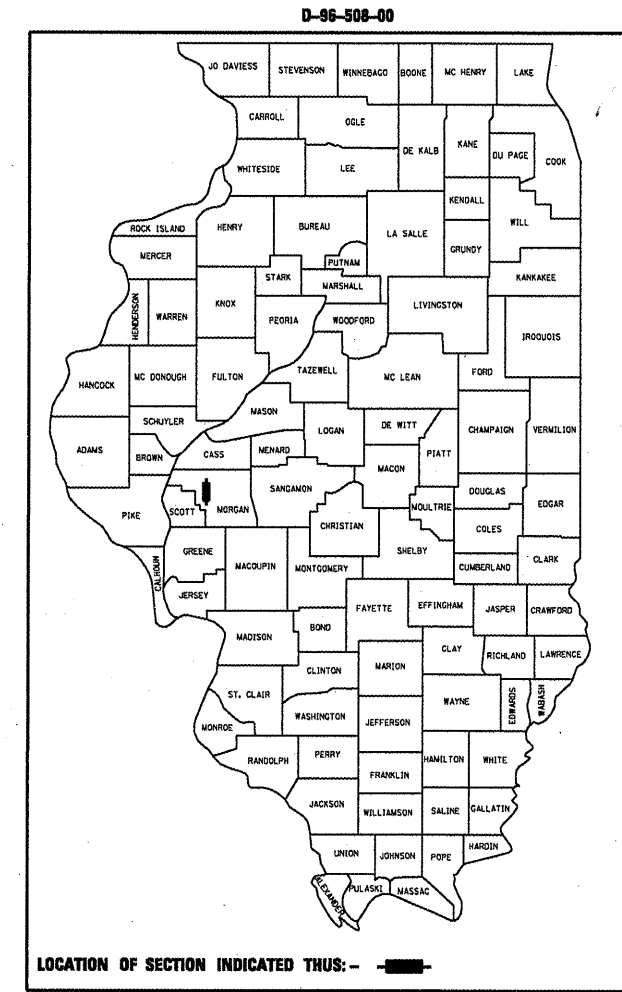 D-96-508-00
JO DAVIESS
STEVENSON
WINNEBAGO
BOONE
MC HENRY
LAKE
CARROLL
OGLE
DE KALB
KANE
DU PAGE
COOK
WHITESIDE
LEE
KENDALL
WILL
ROCK ISLAND
HENRY
BUREAU
LA SALLE
GRUNDY
MERCER
PUTNAM
KANKAKEE
STARK
MARSHALL
LIVINGSTON
HENDERSON
WARREN
KNOX
PEORIA
WOODFORD
IROQUOIS
HANCOCK
MC DONOUGH
FULTON
TAZEWELL
MC LEAN
FORD
MASON
SCHUYLER
LOGAN
DE WITT
CHAMPAIGN
VERMILION
ADAMS
BROWN
CASS
MENARD
PIATT
MACON
SANGAMON
DOUGLAS
EDGAR
PIKE
SCOTT
MORGAN
MOULTRIE
CHRISTIAN
COLES
GREENE
MACOUPIN
MONTGOMERY
SHELBY
CUMBERLAND
CLARK
CALHOUN
JERSEY
FAYETTE
EFFINGHAM
JASPER
CRAWFORD
MADISON
BOND
CLAY
RICHLAND
LAWRENCE
CLINTON
MARION
ST. CLAIR
WAYNE
EDWARDS
WABASH
WASHINGTON
JEFFERSON
MONROE
RANDOLPH
PERRY
HAMILTON
WHITE
FRANKLIN
JACKSON
WILLIAMSON
SALINE
GALLATIN
UNION
JOHNSON
POPE
HARDIN
ALEXANDER
PULASKI
MASSAC
LOCATION OF SECTION INDICATED THUS: -